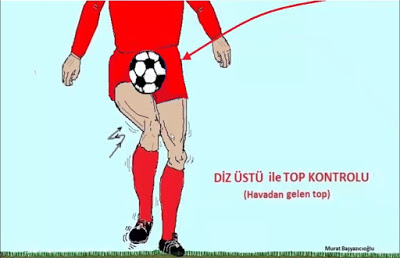 DİZ ÜSTÜ ile TOP KONTROLU
(Havadan gelen top)
Murat Başyazıcıoğlu